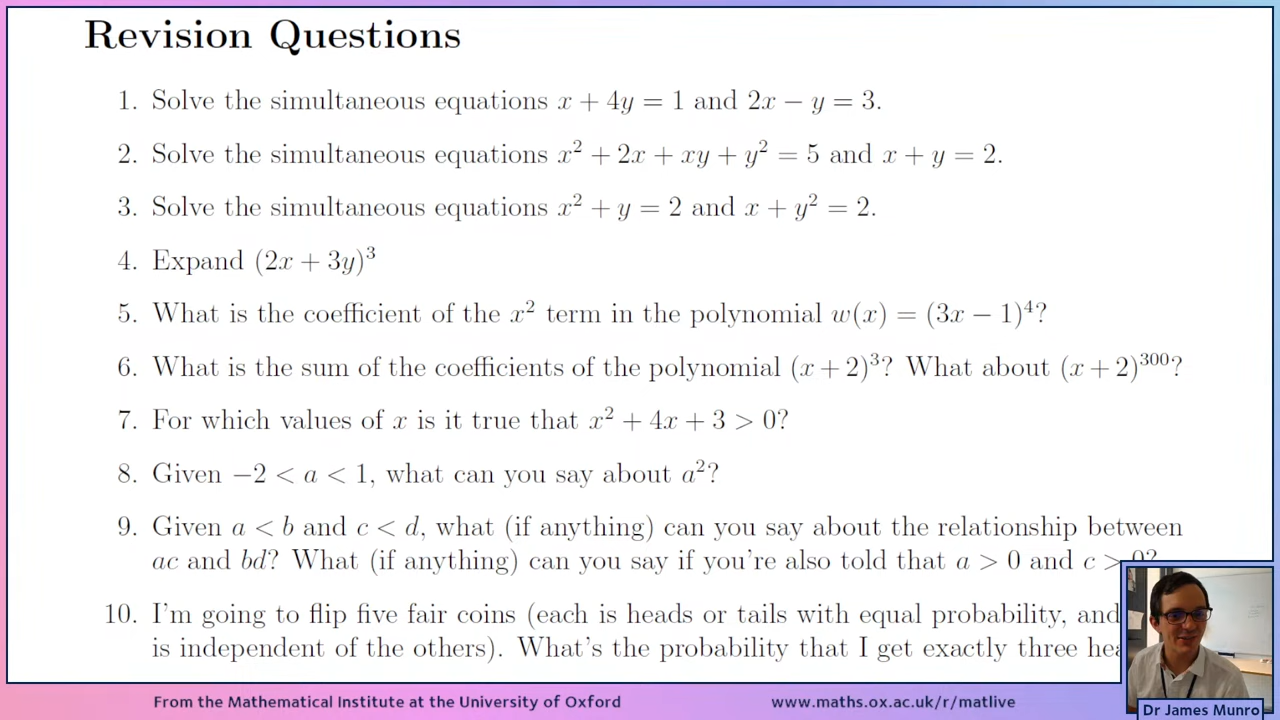 Revision Questions
1. Solve the simultaneous equations x + 4y = 1 and 2x − y = 3.
2. Solve the simultaneous equations x² + 2x + xy + y² = 5 and x + y = 2.
3. Solve the simultaneous equations x² + y = 2 and x + y² = 2.
4. Expand (2x + 3y)³
5. What is the coefficient of the x² term in the polynomial w(x) = (3x − 1)⁴?
6. What is the sum of the coefficients of the polynomial (x + 2)³? What about (x + 2)³⁰⁰?
7. For which values of x is it true that x² + 4x + 3 > 0?
8. Given −2 < a < 1, what can you say about a²?
9. Given a < b and c < d, what (if anything) can you say about the relationship between
ac and bd? What (if anything) can you say if you're also told that a > 0 and c > 0?
10. I'm going to flip five fair coins (each is heads or tails with equal probability, and
is independent of the others). What's the probability that I get exactly three
From the Mathematical Institute at the University of Oxford www.maths.ox.ac.uk/r/matlive
Dr James Munro